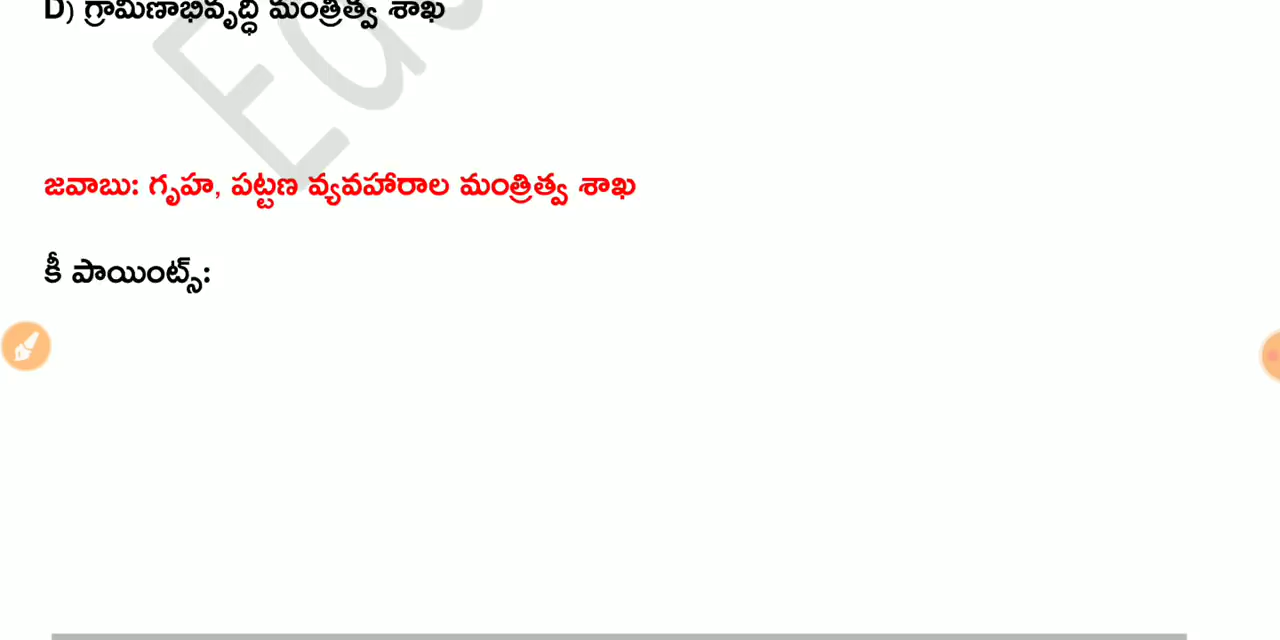 D) గ్రామీణాభివృద్ధి మంత్రిత్వ శాఖ
జవాబు: గృహ, పట్టణ వ్యవహారాల మంత్రిత్వ శాఖ
కీ పాయింట్స్: